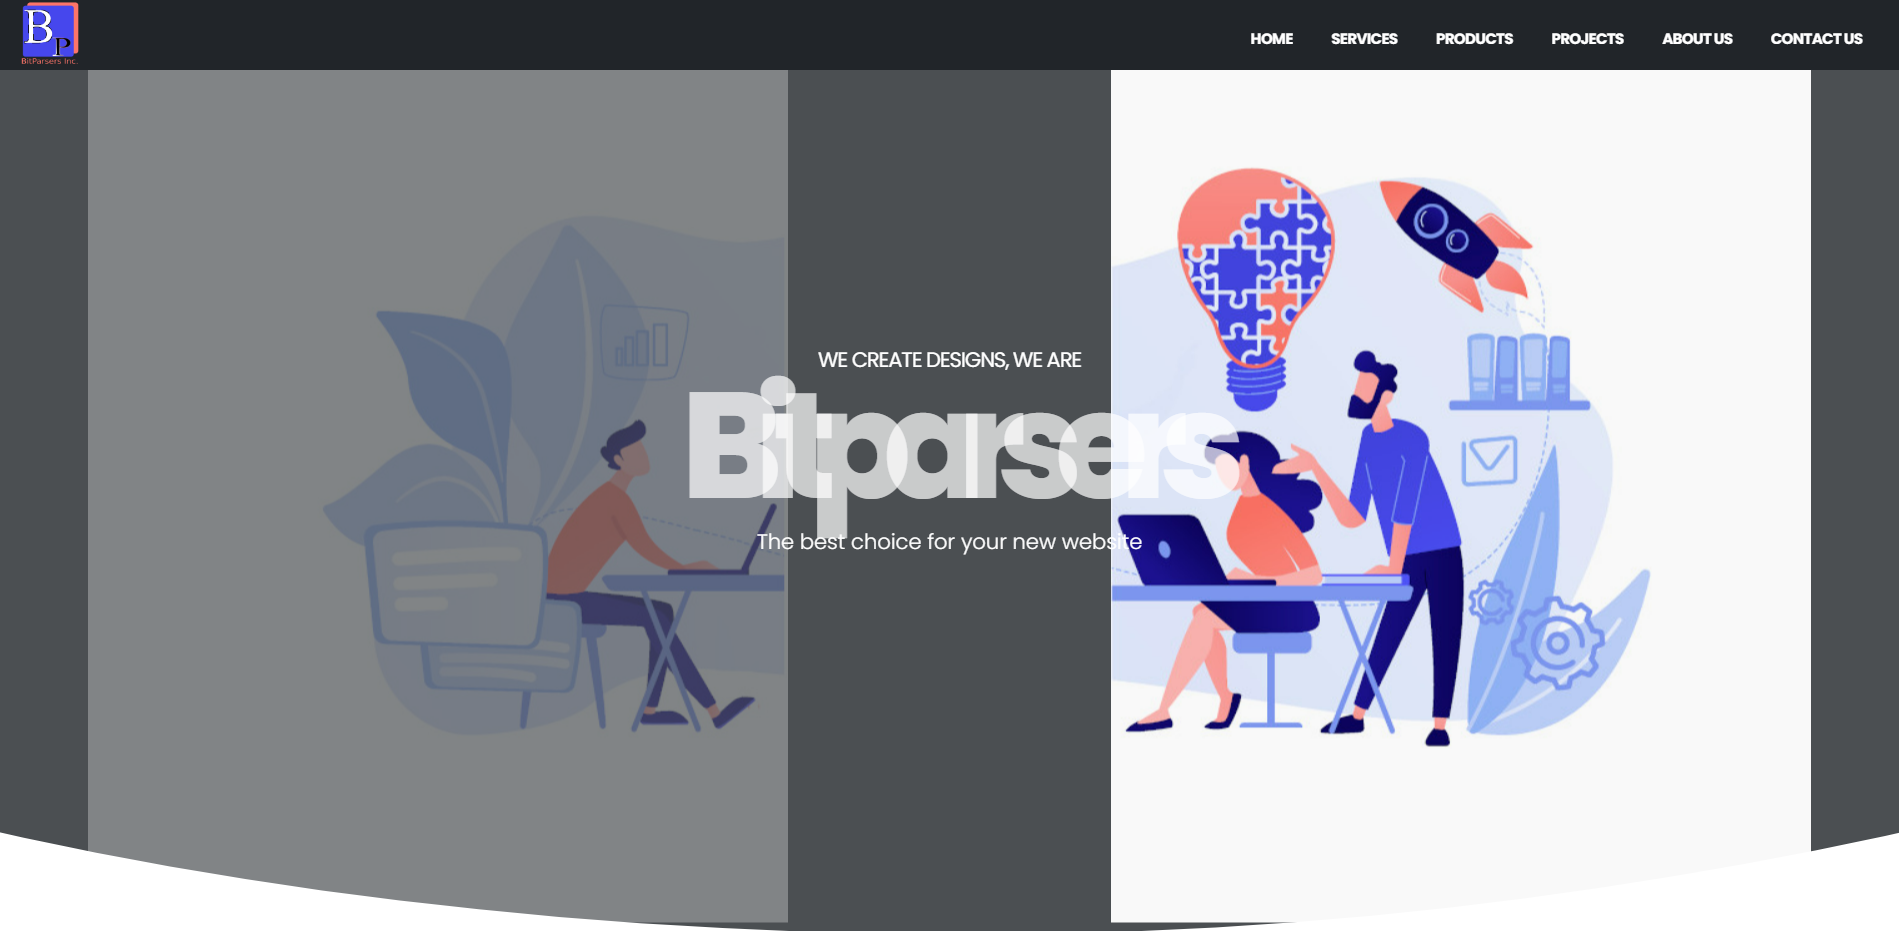 B
P
BitParsers Inc.
HOME SERVICES PRODUCTS PROJECTS ABOUT US CONTACT US
WE CREATE DESIGNS, WE ARE
Bitparsers
The best choice for your new website